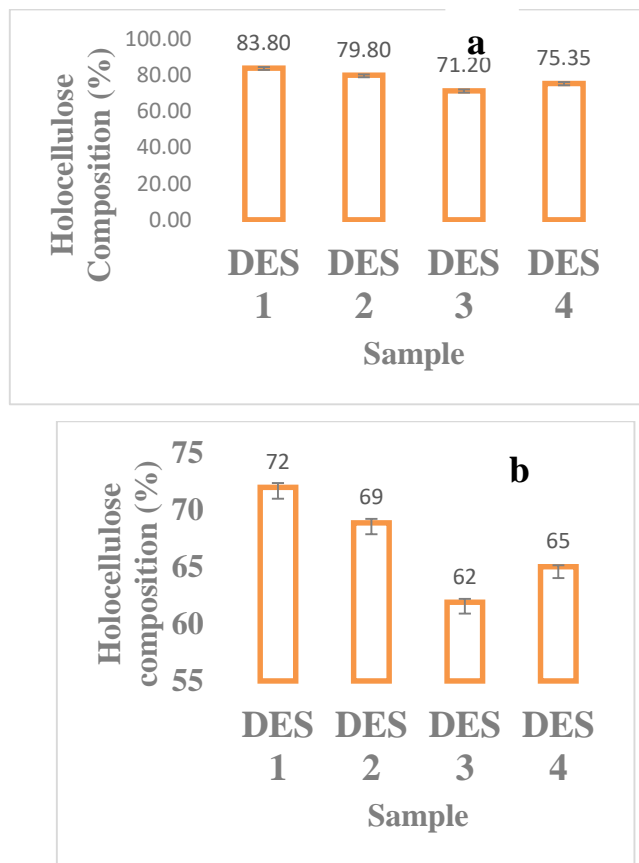 a
Holocellulose
Composition (%)
100.00
80.00
60.00
40.00
20.00
0.00
83.80
79.80
71.20
75.35
DES
1
DES
2
DES
3
DES
4
Sample
b
Holocellulose
composition (%)
75
70
65
60
55
72
69
62
65
DES
1
DES
2
DES
3
DES
4
Sample